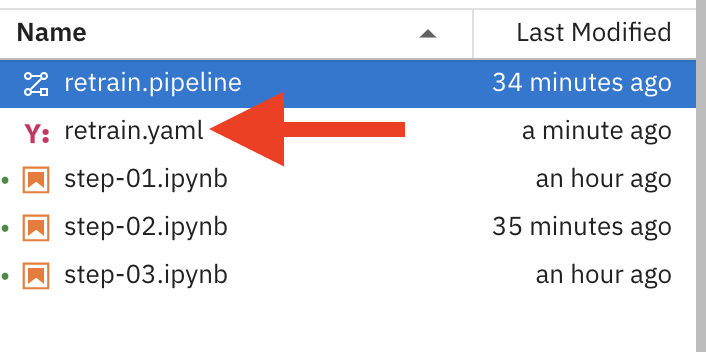 Name Last Modified
retrain.pipeline 34 minutes ago
Y: retrain.yaml a minute ago
step-01.ipynb an hour ago
step-02.ipynb 35 minutes ago
step-03.ipynb an hour ago